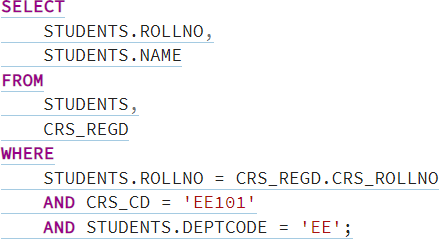 SELECT
STUDENTS.ROLLNO,
STUDENTS.NAME
FROM
STUDENTS,
CRS_REGD
WHERE
STUDENTS.ROLLNO = CRS_REGD.CRS_ROLLNO
AND CRS_CD = 'EE101'
AND STUDENTS.DEPTCODE = 'EE';